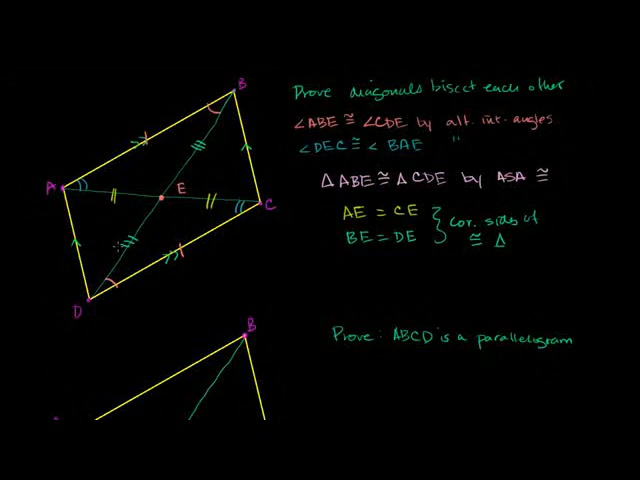 B
Prove diagonals bisect each other
∠ABE ≅ ∠CDE by alt. int. angles
∠DEC ≅ ∠BAE "
A
E
ΔABE ≅ ΔCDE by ASA ≅
C
AE = CE
BE = DE } cor. sides of
≅ Δ
D
B
Prove: ABCD is a parallelogram